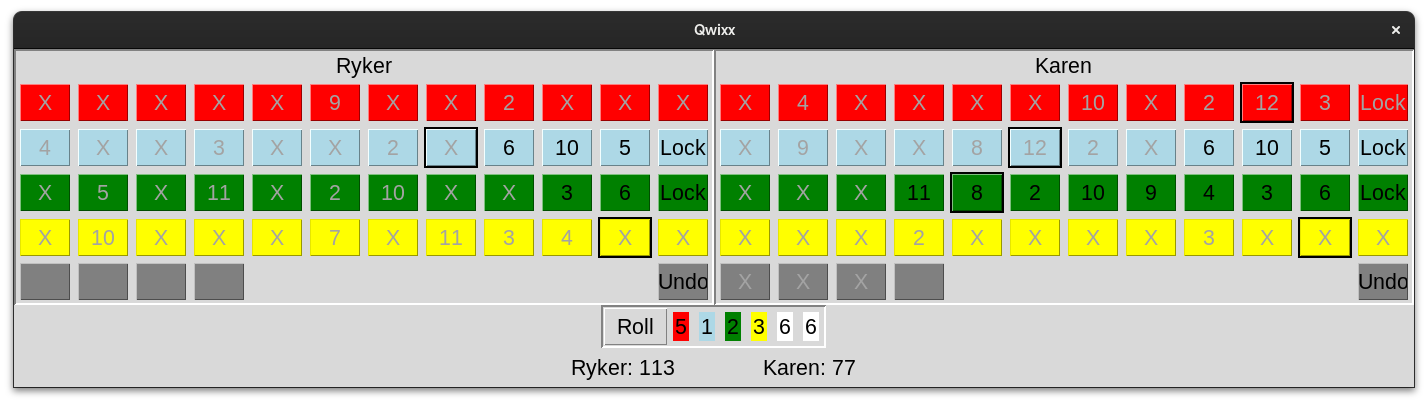 Qwixx ×
Ryker Karen
X X X X X 9 X X 2 X X X X 4 X X X X 10 X 2 12 3 Lock
4 X X 3 X X 2 X 6 10 5 Lock X 9 X X 8 12 2 X 6 10 5 Lock
X 5 X 11 X 2 10 X X 3 6 Lock X X X 11 8 2 10 9 4 3 6 Lock
X 10 X X X 7 X 11 3 4 X X X X X 2 X X X X 3 X X X
Undo X X X Undo
Roll 5 1 2 3 6 6
Ryker: 113 Karen: 77